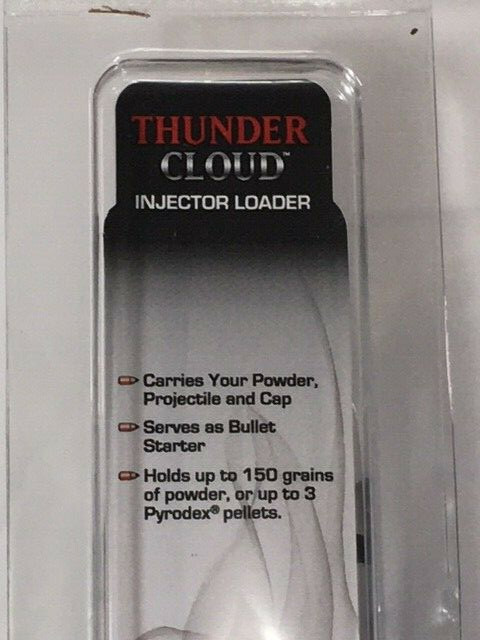 THUNDER
CLOUD™
INJECTOR LOADER
Carries Your Powder,
Projectile and Cap
Serves as Bullet
Starter
Holds up to 150 grains
of powder, or up to 3
Pyrodex® pellets.